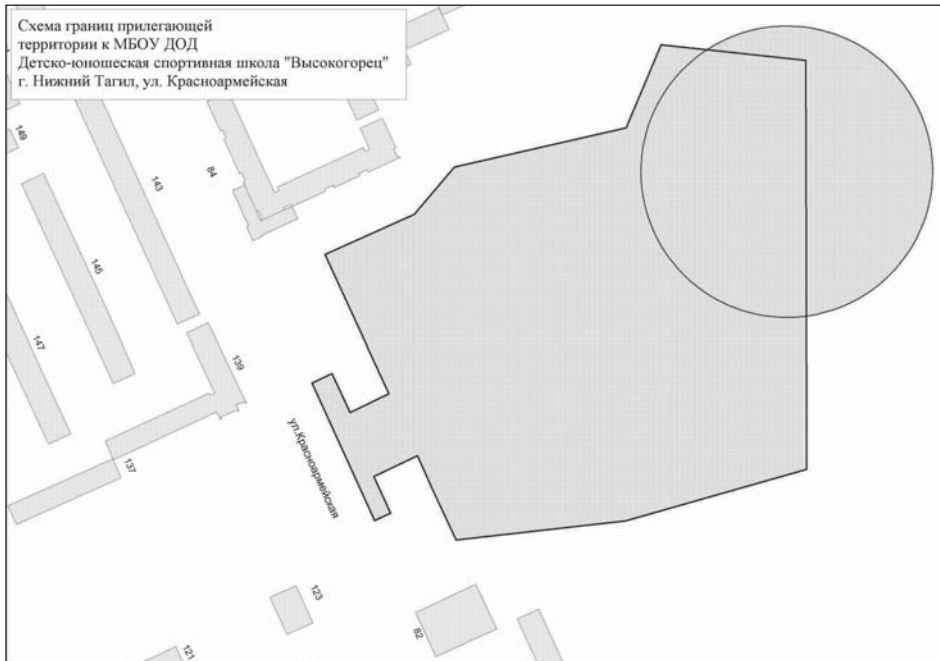 Схема границ прилегающей
территории к МБОУ ДОД
Детско-юношеская спортивная школа "Высокогорец"
г. Нижний Тагил, ул. Красноармейская
149
143
84
145
147
139
137
ул.Красноармейская
123
82
121